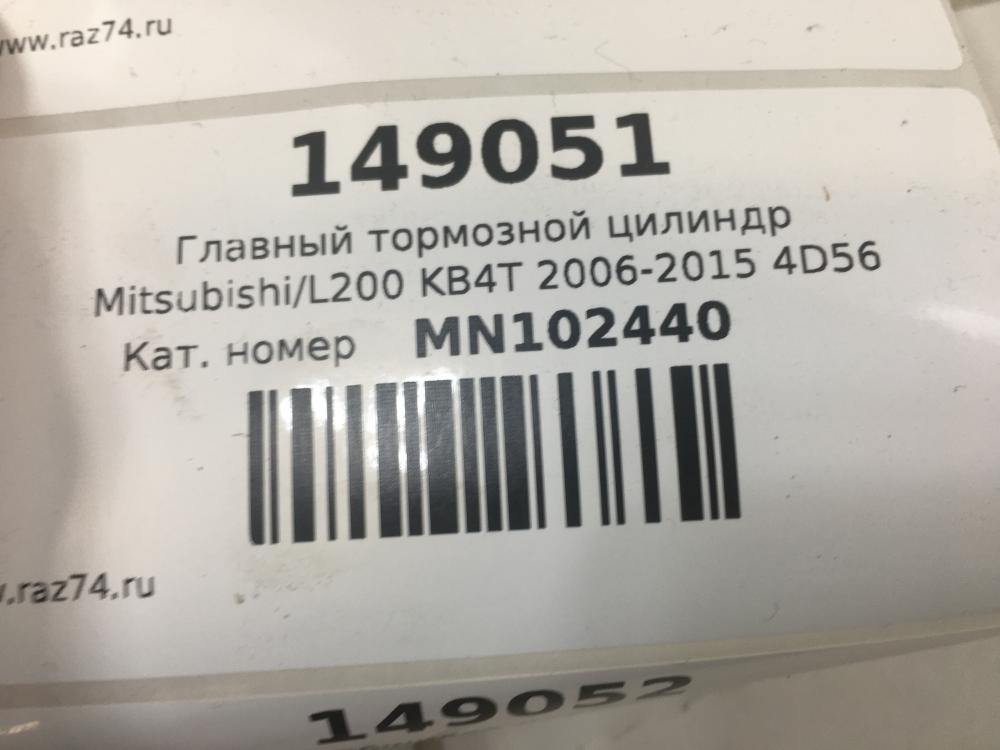 www.raz74.ru
149051
Главный тормозной цилиндр
Mitsubishi/L200 KB4T 2006-2015 4D56
Кат. номер MN102440
.raz74.ru
149052